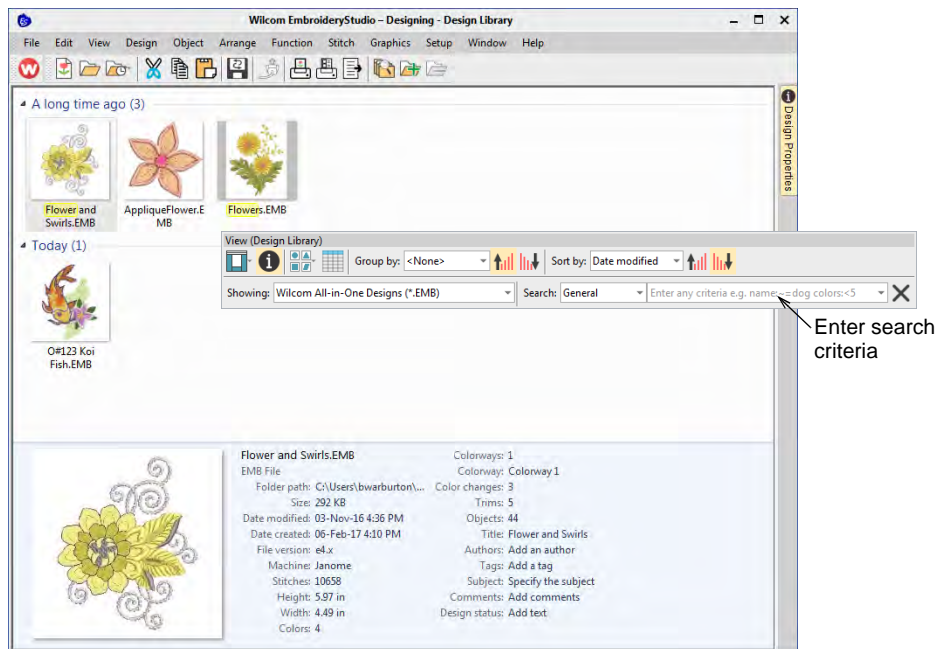 Wilcom EmbroideryStudio – Designing - Design Library
File Edit View Design Object Arrange Function Stitch Graphics Setup Window Help
A long time ago (3)
Flower and
Swirls.EMB
AppliqueFlower.E
MB
Flowers.EMB
Design Properties
Today (1)
O#123 Koi
Fish.EMB
View (Design Library)
Group by: <None> Sort by: Date modified
Showing: Wilcom All-in-One Designs (*.EMB) Search: General Enter any criteria e.g. name:~=dog colors:<5
Enter search
criteria
Flower and Swirls.EMB
EMB File
Folder path: C:\Users\bwarburton\...
Size: 292 KB
Date modified: 03-Nov-16 4:36 PM
Date created: 06-Feb-17 4:10 PM
File version: e4.x
Machine: Janome
Stitches: 10658
Height: 5.97 in
Width: 4.49 in
Colors: 4
Colorways: 1
Colorway: Colorway 1
Color changes: 3
Trims: 5
Objects: 44
Title: Flower and Swirls
Authors: Add an author
Tags: Add a tag
Subject: Specify the subject
Comments: Add comments
Design status: Add text